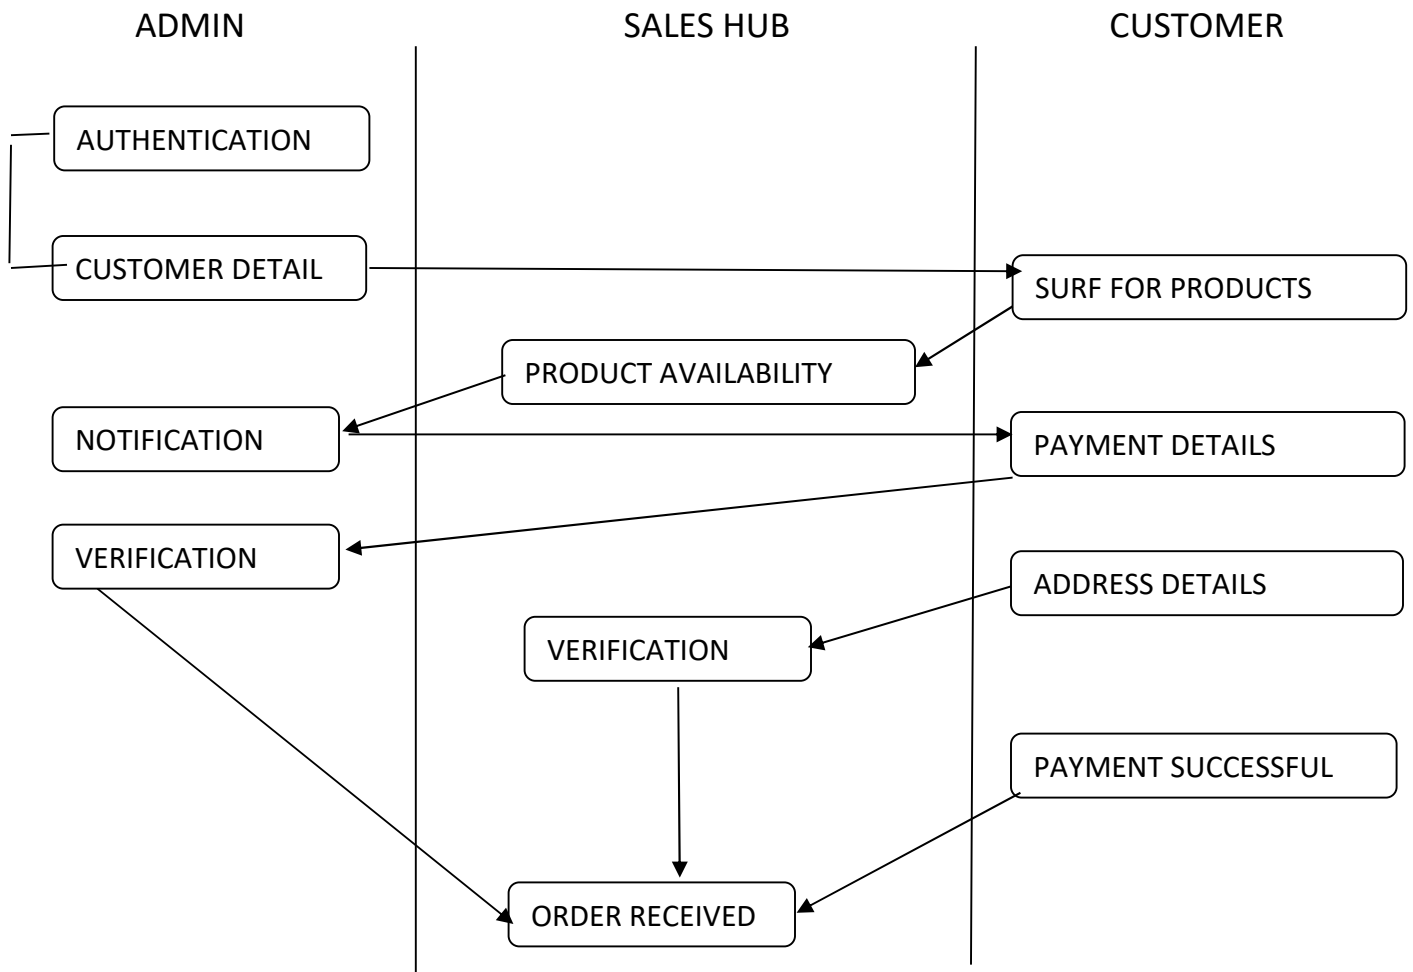 ADMIN
SALES HUB
CUSTOMER
AUTHENTICATION
CUSTOMER DETAIL
SURF FOR PRODUCTS
PRODUCT AVAILABILITY
NOTIFICATION
PAYMENT DETAILS
VERIFICATION
ADDRESS DETAILS
VERIFICATION
PAYMENT SUCCESSFUL
ORDER RECEIVED